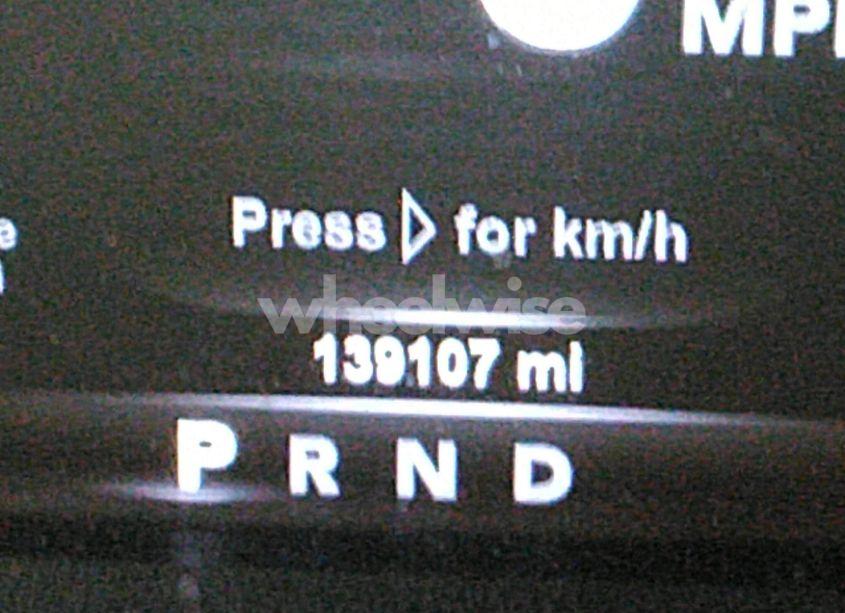 MP
Press ▷ for km/h
wheelwise
139107 mi
P R N D